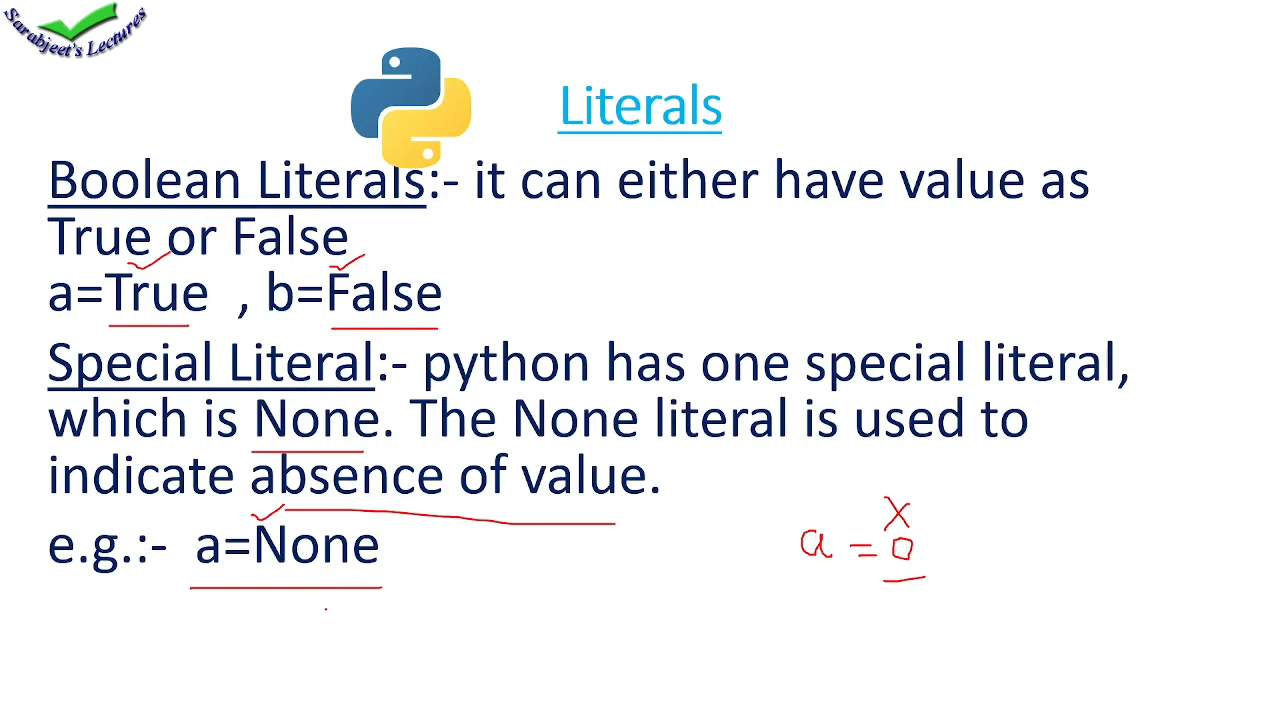 Sarabjeet's Lectures
Literals
Boolean Literals:- it can either have value as
True or False
a=True , b=False
Special Literal:- python has one special literal,
which is None. The None literal is used to
indicate absence of value.
e.g.:- a=None
x
a = 0